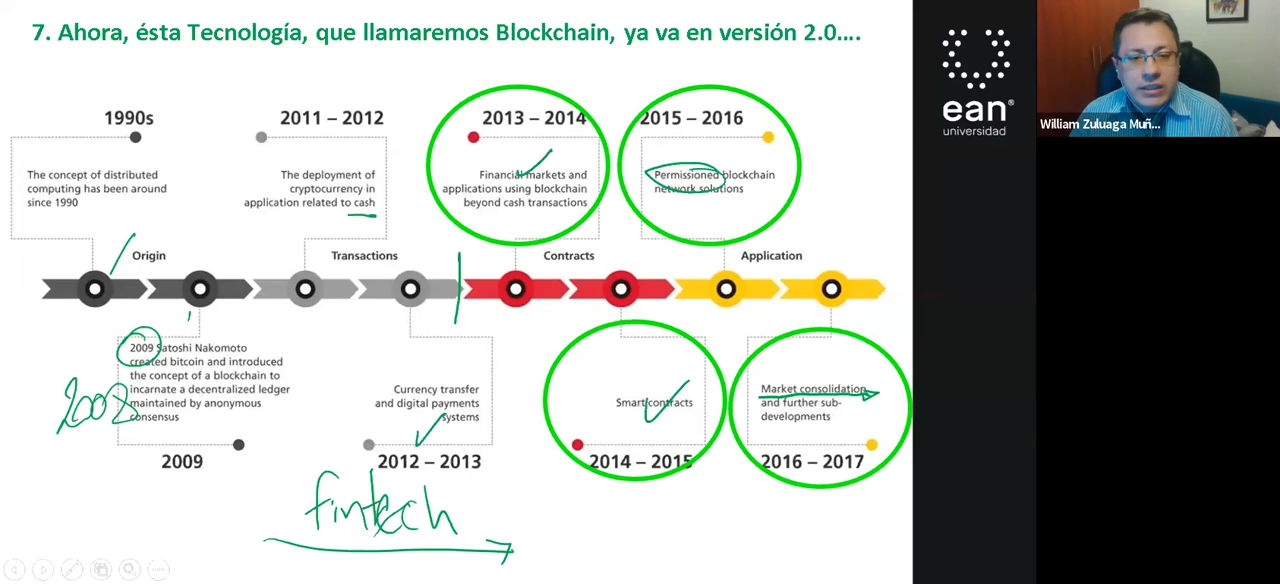 7. Ahora, ésta Tecnología, que llamaremos Blockchain, ya va en versión 2.0....
1990s
The concept of distributed
computing has been around
since 1990
2011 – 2012
The deployment of
cryptocurrency in
application related to cash
2013 – 2014
Financial markets and
applications using blockchain
beyond cash transactions
2015 – 2016
Permissioned blockchain
network solutions
Origin
Transactions
Contracts
Application
2009 Satoshi Nakomoto
created bitcoin and introduced
the concept of a blockchain to
incarnate a decentralized ledger
maintained by anonymous
consensus
2009
2008
Currency transfer
and digital payments
systems
2012 – 2013
Smart contracts
2014 – 2015
Market consolidation
and further sub-
developments
2016 – 2017
fintech
ean®
universidad
William Zuluaga Muñ...